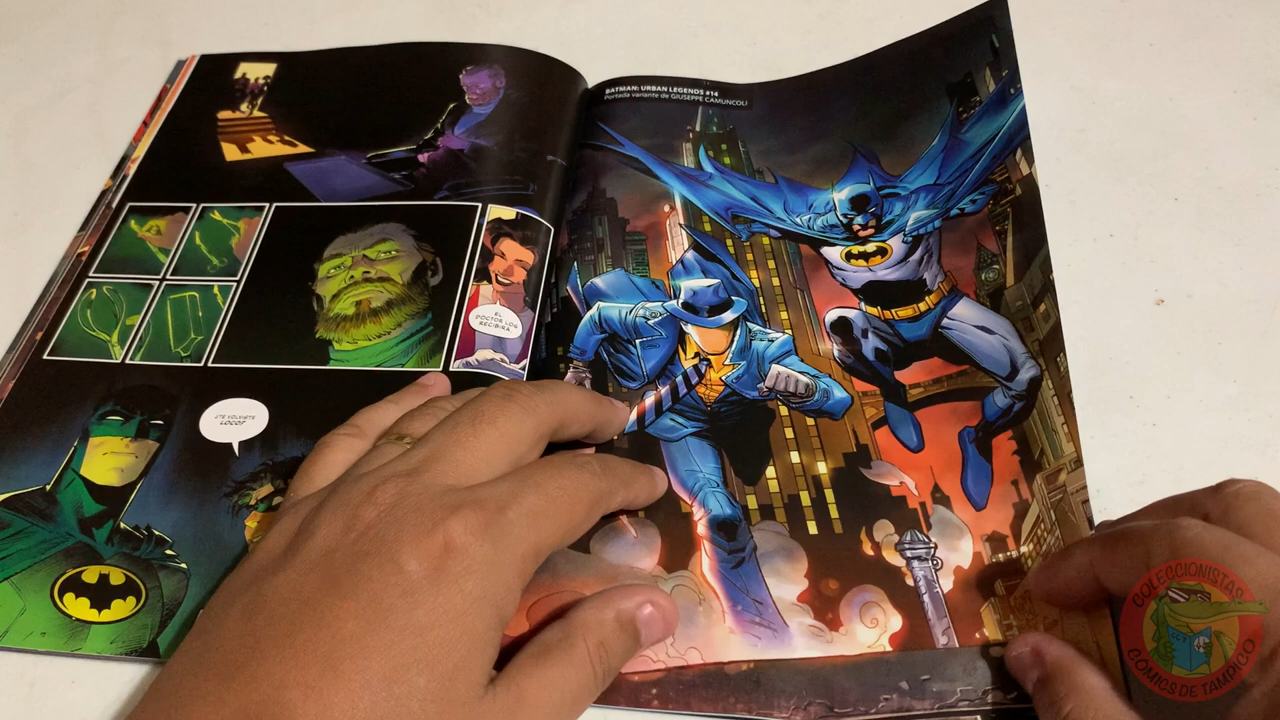 BATMAN: URBAN LEGENDS #14
Portada variante de GIUSEPPE CAMUNCOLI
EL
DOCTOR LOS
RECIBIRÁ
¿TE VOLVISTE
LOCO?
COLECCIONISTAS
CÓMICS DE TAMPICO